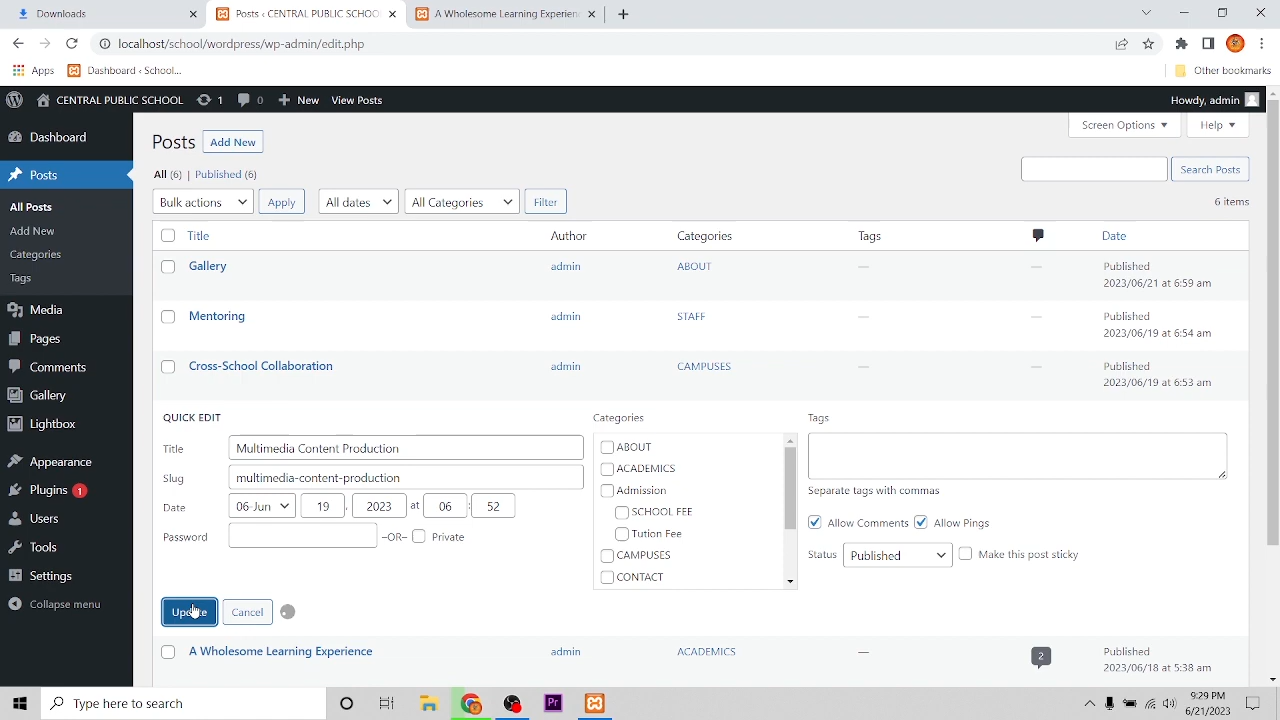 Downloads
Posts ‹ CENTRAL PUBLIC SCHOOL
A Wholesome Learning Experienc
localhost/school/wordpress/wp-admin/edit.php
Apps
Dashboard ‹ School...
Other bookmarks
CENTRAL PUBLIC SCHOOL
1
0
New
View Posts
Howdy, admin
Dashboard
Posts
All Posts
Add New
Categories
Tags
Media
Pages
Comments
Gallery
Lightbox
Appearance
Plugins 1
Users
Tools
Settings
Collapse menu
Screen Options
Help
Posts
Add New
All (6) | Published (6)
Search Posts
Bulk actions
Apply
All dates
All Categories
Filter
6 items
Title Author Categories Tags Date
Gallery admin ABOUT — — Published
2023/06/21 at 6:59 am
Mentoring admin STAFF — — Published
2023/06/19 at 6:54 am
Cross-School Collaboration admin CAMPUSES — — Published
2023/06/19 at 6:53 am
QUICK EDIT
Title Multimedia Content Production
Slug multimedia-content-production
Date 06-Jun 19 , 2023 at 06 : 52
Password –OR– Private
Categories
ABOUT
ACADEMICS
Admission
SCHOOL FEE
Tution Fee
CAMPUSES
CONTACT
Tags
Separate tags with commas
Allow Comments Allow Pings
Status Published Make this post sticky
Update Cancel
A Wholesome Learning Experience admin ACADEMICS — 2 Published
2023/06/18 at 5:38 am
Type here to search
Pr
9:29 PM
6/21/2023